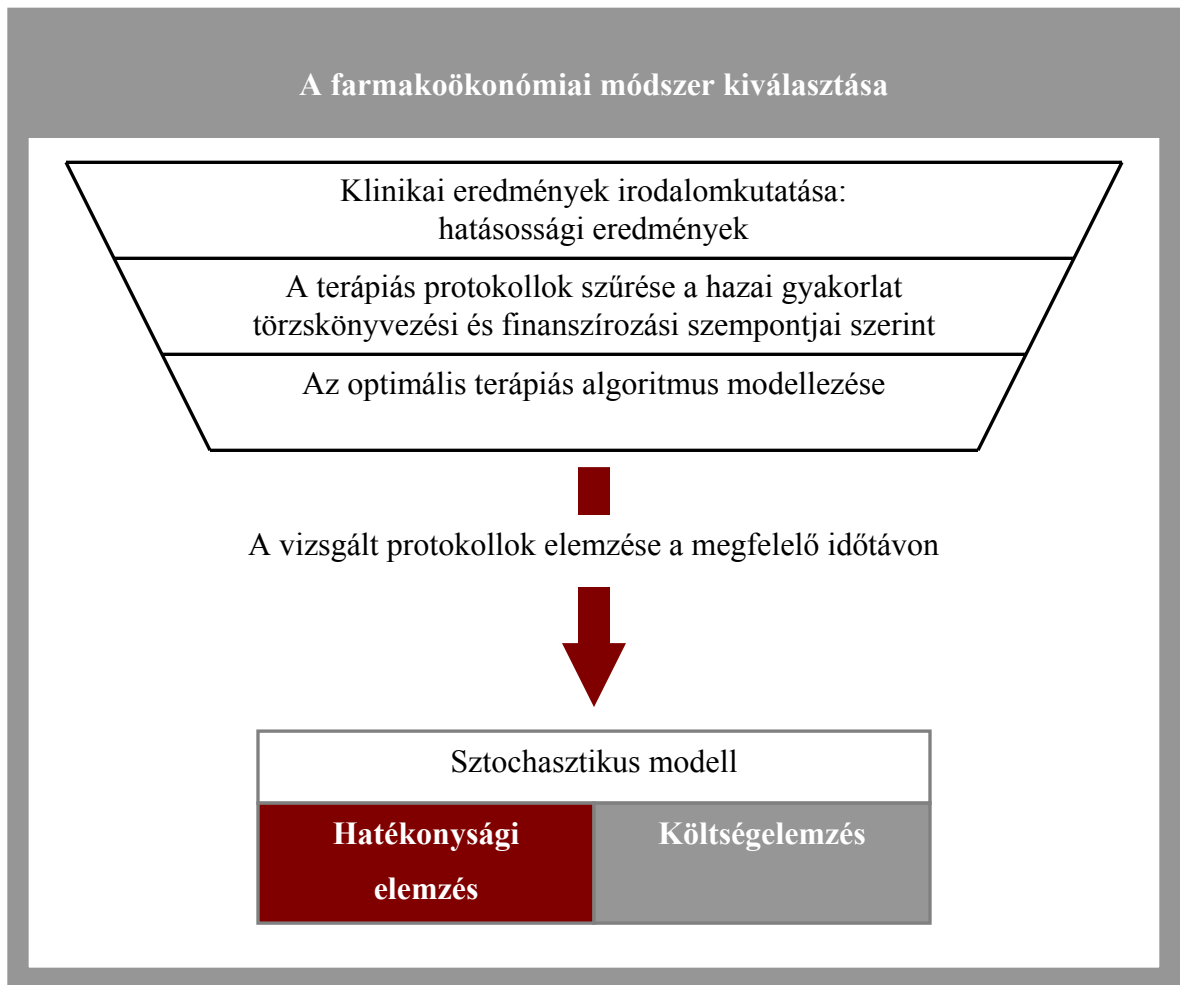 A farmakoökonómiai módszer kiválasztása
Klinikai eredmények irodalomkutatása:
hatásossági eredmények
A terápiás protokollok szűrése a hazai gyakorlat
törzskönyvezési és finanszírozási szempontjai szerint
Az optimális terápiás algoritmus modellezése
A vizsgált protokollok elemzése a megfelelő időtávon
Sztochasztikus modell
Hatékonysági
elemzés
Költségelemzés